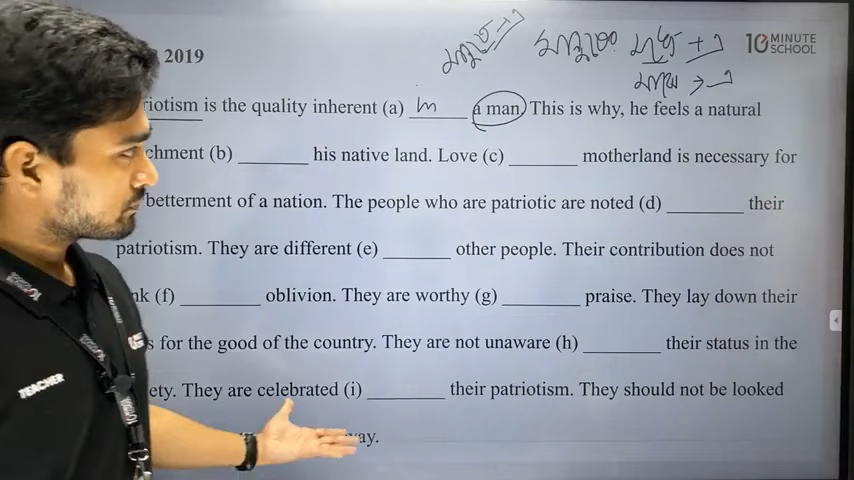 10 MINUTE SCHOOL
2019
riotism is the quality inherent (a) in a man. This is why, he feels a natural
chment (b) ________ his native land. Love (c) ________ motherland is necessary for
betterment of a nation. The people who are patriotic are noted (d) ________ their
patriotism. They are different (e) ________ other people. Their contribution does not
nk (f) ________ oblivion. They are worthy (g) ________ praise. They lay down their
s for the good of the country. They are not unaware (h) ________ their status in the
ety. They are celebrated (i) ________ their patriotism. They should not be looked
ay.
TEACHER